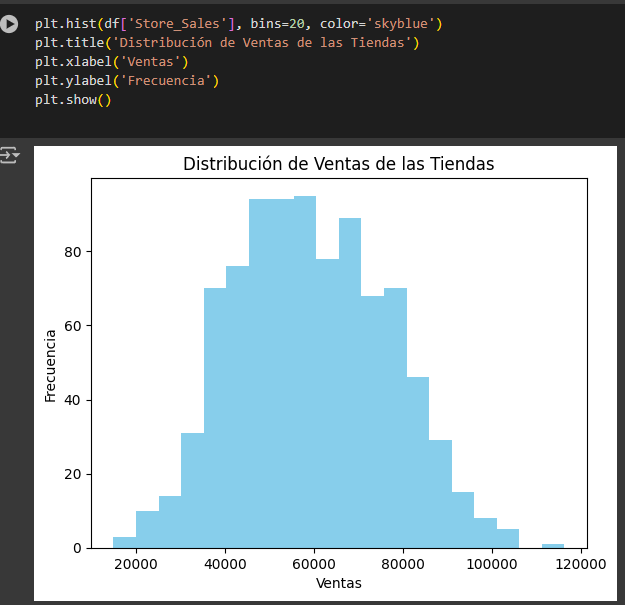 plt.hist(df['Store_Sales'], bins=20, color='skyblue')
plt.title('Distribución de Ventas de las Tiendas')
plt.xlabel('Ventas')
plt.ylabel('Frecuencia')
plt.show()
Distribución de Ventas de las Tiendas
Frecuencia
80
60
40
20
0
20000 40000 60000 80000 100000 120000
Ventas